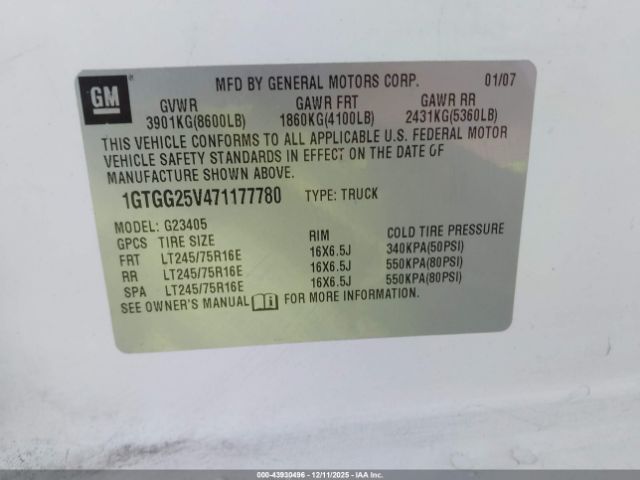 GM
MFD BY GENERAL MOTORS CORP. 01/07
GVWR GAWR FRT GAWR RR
3901KG(8600LB) 1860KG(4100LB) 2431KG(5360LB)
THIS VEHICLE CONFORMS TO ALL APPLICABLE U.S. FEDERAL MOTOR
VEHICLE SAFETY STANDARDS IN EFFECT ON THE DATE OF
MANUFACTURE SHOWN ABOVE.
1GTGG25V471177780 TYPE: TRUCK
MODEL: G23405
GPCS TIRE SIZE RIM COLD TIRE PRESSURE
FRT LT245/75R16E 16X6.5J 340KPA(50PSI)
RR LT245/75R16E 16X6.5J 550KPA(80PSI)
SPA LT245/75R16E 16X6.5J 550KPA(80PSI)
SEE OWNER'S MANUAL FOR MORE INFORMATION.
000-43930496 - 12/11/2025 - IAA Inc.